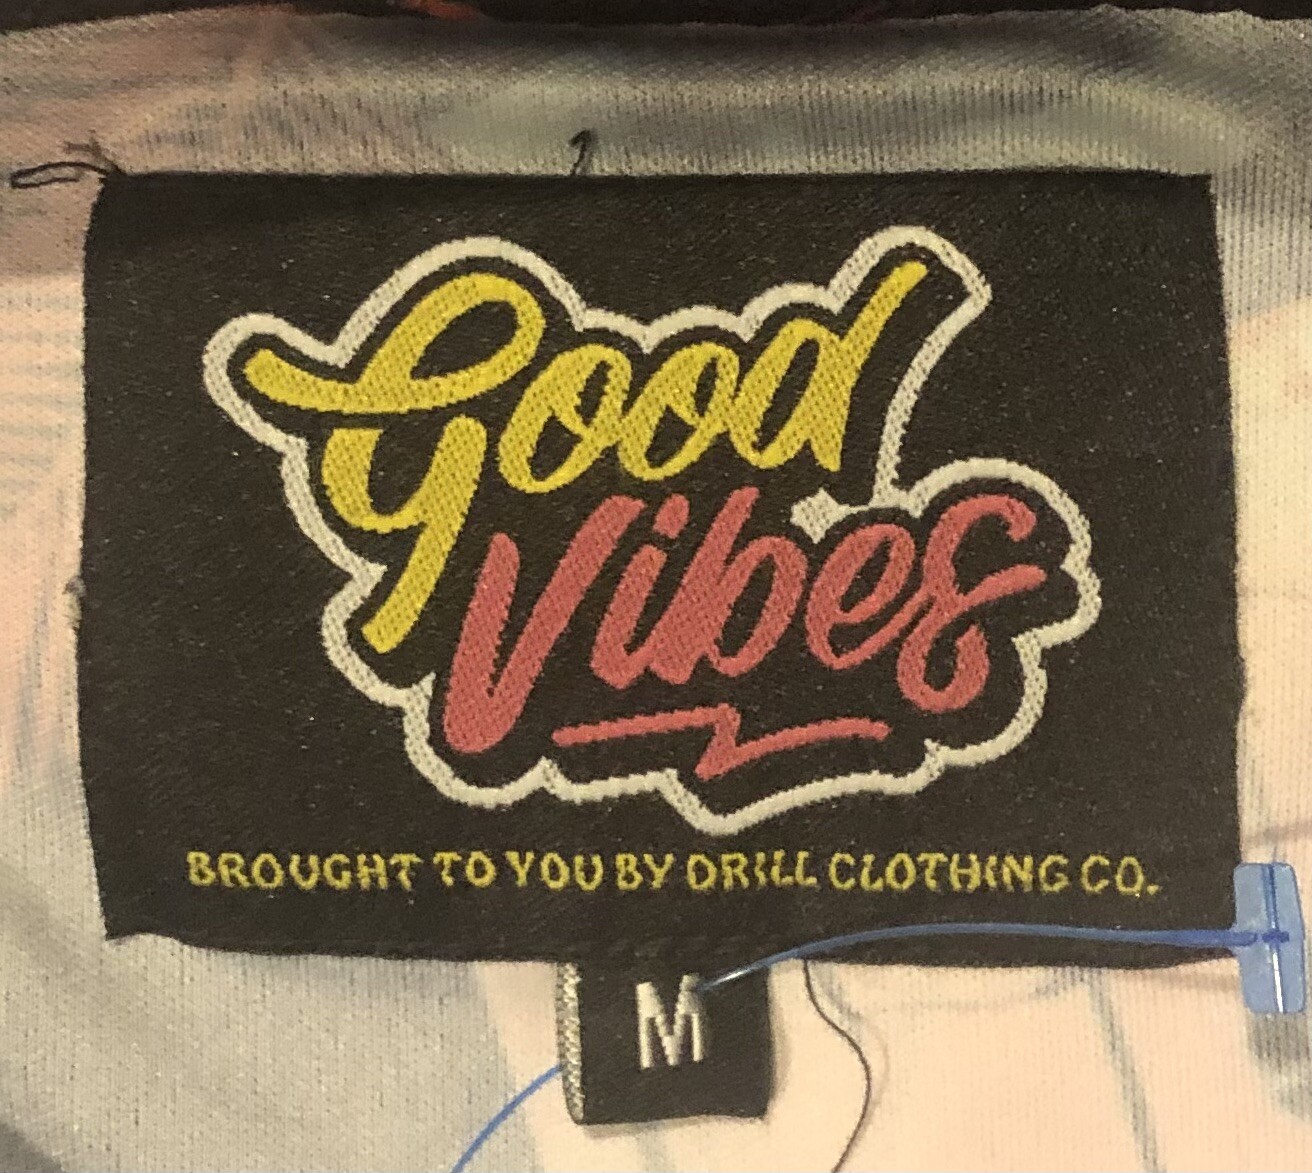 Good
Vibes
BROUGHT TO YOU BY DRILL CLOTHING CO.
M